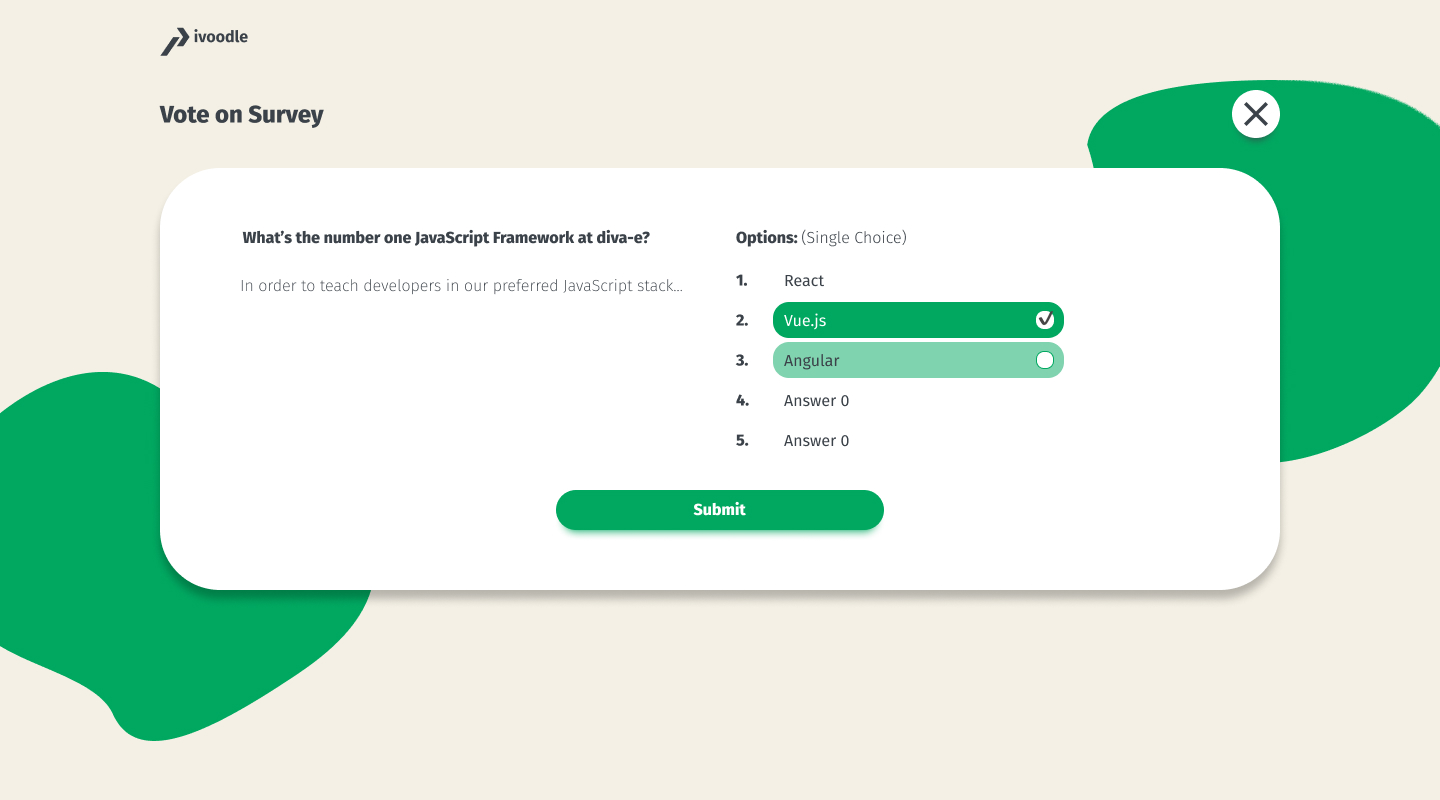 ivoodle
Vote on Survey
What’s the number one JavaScript Framework at diva-e?
In order to teach developers in our preferred JavaScript stack...
Options: (Single Choice)
1. React
2. Vue.js
3. Angular
4. Answer 0
5. Answer 0
Submit